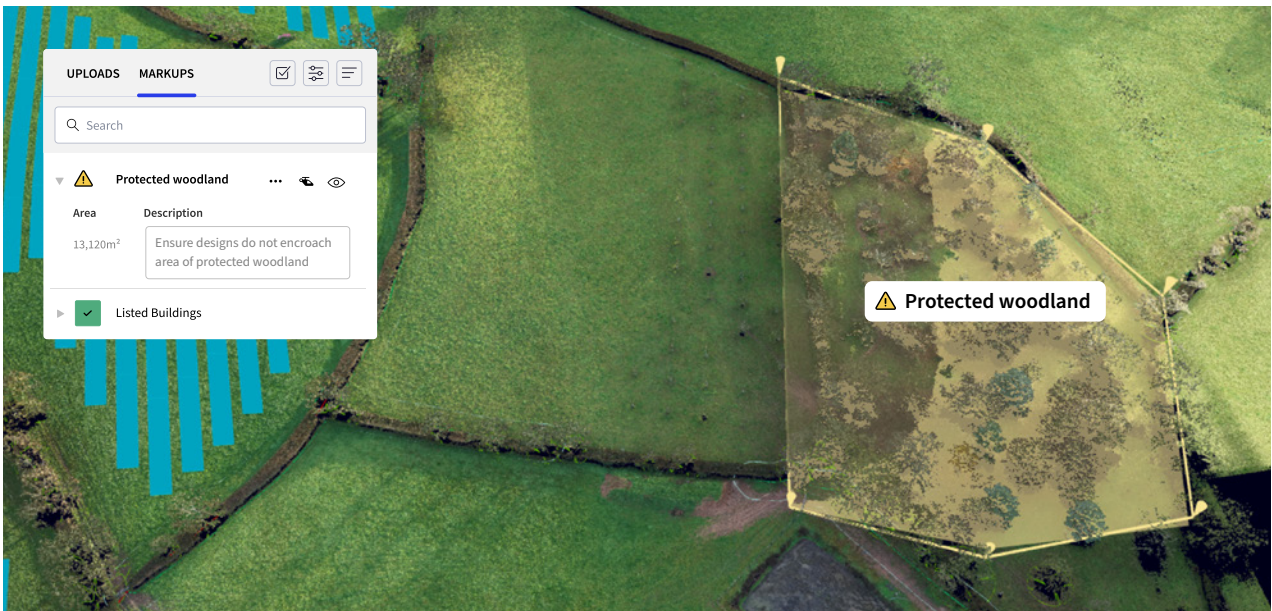 UPLOADS MARKUPS
Search
Protected woodland
Area Description
13,120m²
Ensure designs do not encroach
area of protected woodland
Listed Buildings
Protected woodland